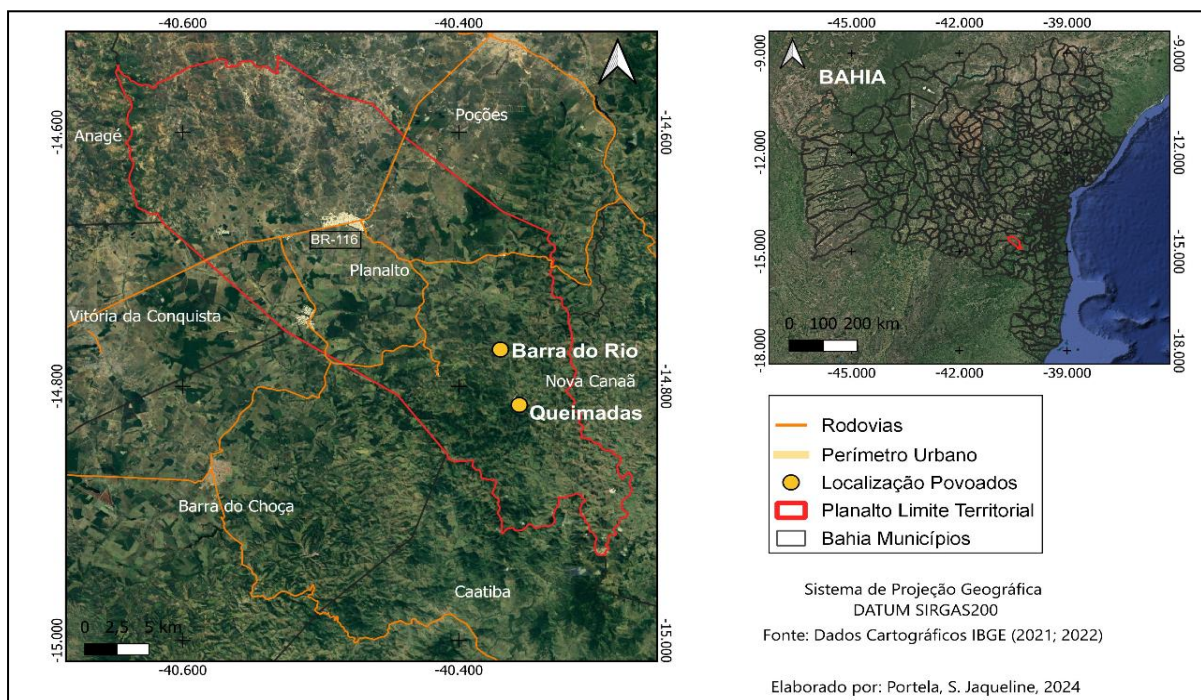 -40.600
-40.400
-14.600
-14.600
-14.800
-14.800
-15.000
-15.000
-40.600
-40.400
Anagé
Poções
BR-116
Planalto
Vitória da Conquista
Barra do Rio
Nova Canaã
Queimadas
Barra do Choça
Caatiba
0 2,5 5 km
-45.000
-42.000
-39.000
-9.000
-9.000
BAHIA
-12.000
-12.000
-15.000
-15.000
0 100 200 km
-18.000
-18.000
-45.000
-42.000
-39.000
Rodovias
Perímetro Urbano
Localização Povoados
Planalto Limite Territorial
Bahia Municípios
Sistema de Projeção Geográfica
DATUM SIRGAS200
Fonte: Dados Cartográficos IBGE (2021; 2022)
Elaborado por: Portela, S. Jaqueline, 2024